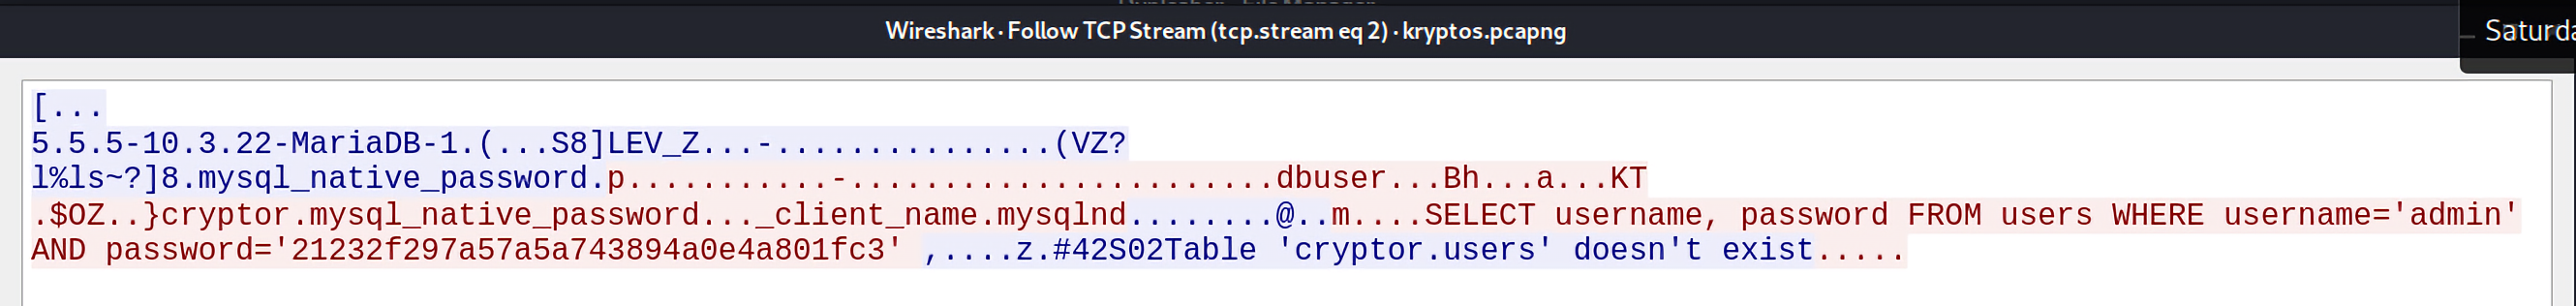 Wireshark · Follow TCP Stream (tcp.stream eq 2) · kryptos.pcapng
[...
5.5.5-10.3.22-MariaDB-1.(...S8]LEV_Z...-...............(VZ?
l%ls~?]8.mysql_native_password.p...........-.......................dbuser...Bh...a...KT
.$OZ..}cryptor.mysql_native_password..._client_name.mysqlnd........@..m....SELECT username, password FROM users WHERE username='admin'
AND password='21232f297a57a5a743894a0e4a801fc3' ,....z.#42S02Table 'cryptor.users' doesn't exist.....